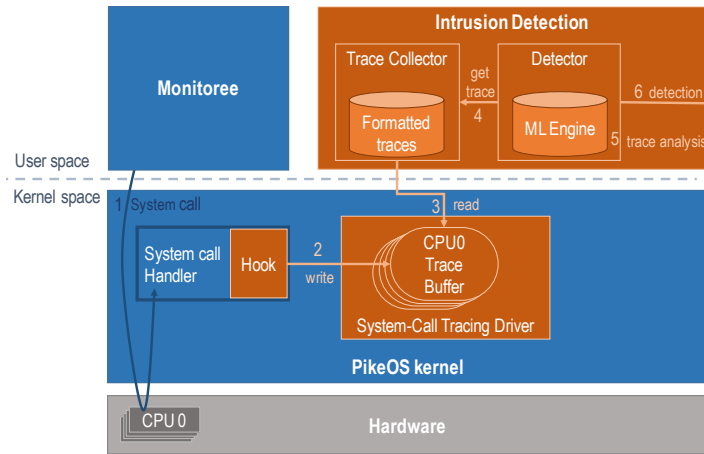 Intrusion Detection
Monitoree
Trace Collector
Formatted
traces
get
trace
4
Detector
ML Engine
6 detection
5 trace analysis
User space
Kernel space
1 System call
System call
Handler
Hook
2
write
3 read
CPU0
Trace
Buffer
System-Call Tracing Driver
PikeOS kernel
CPU 0
Hardware